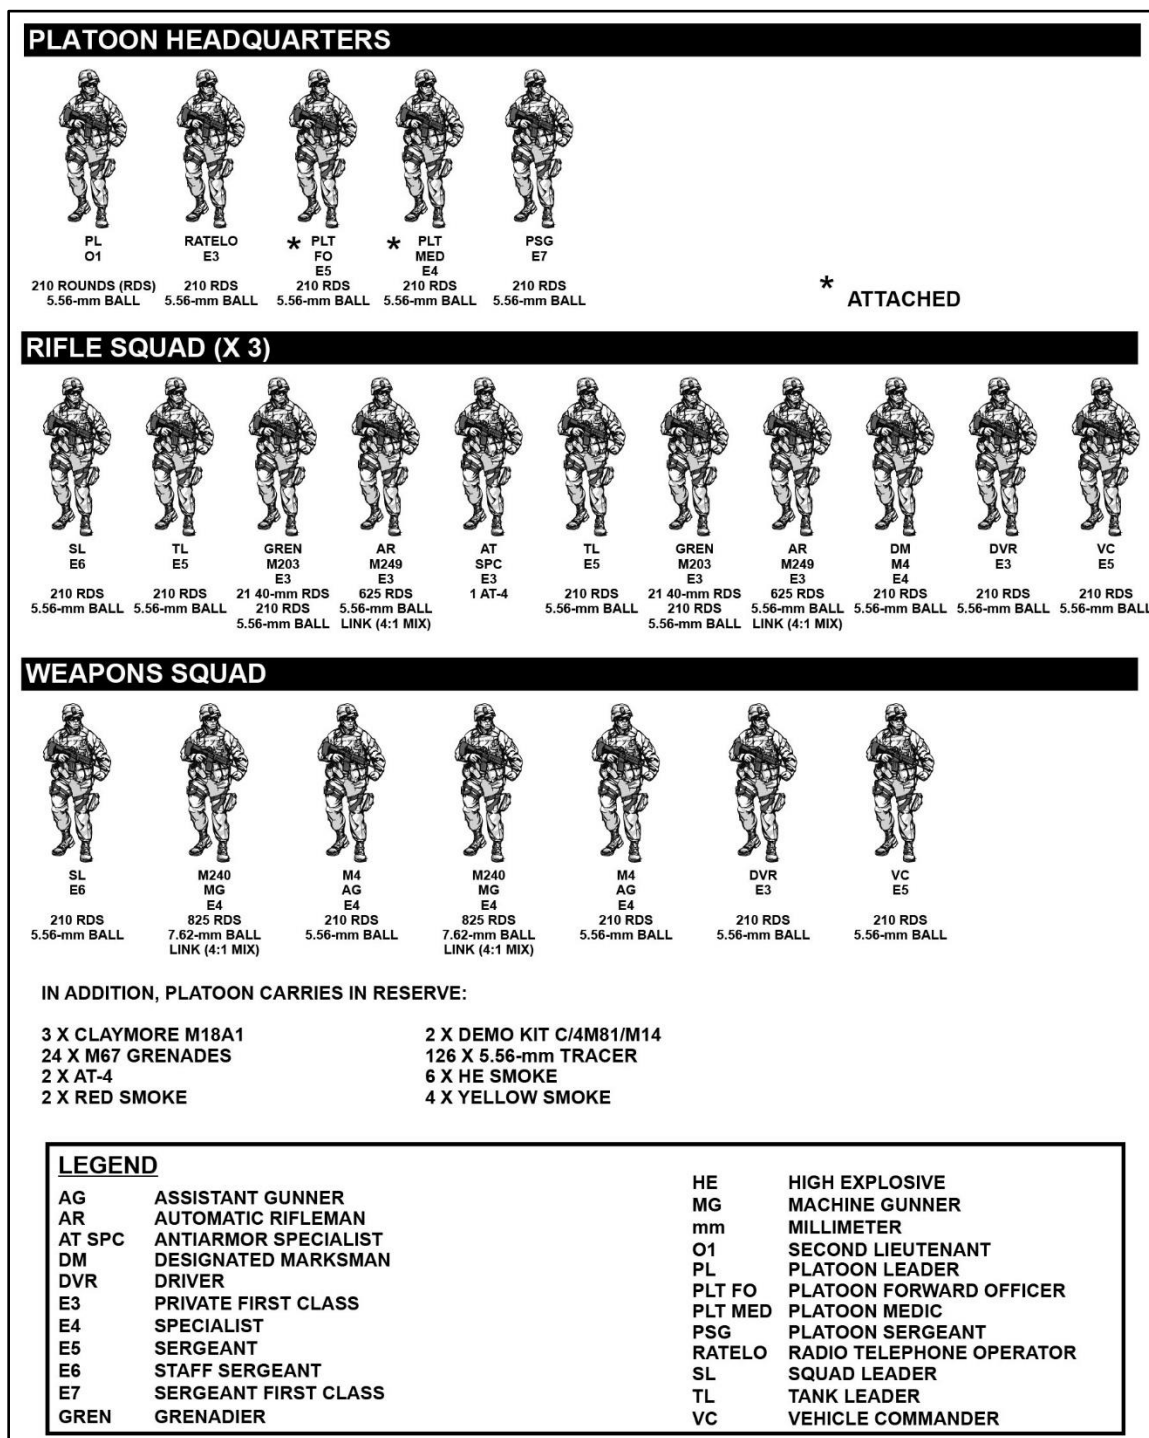 PLATOON HEADQUARTERS
PL
O1
210 ROUNDS (RDS)
5.56-mm BALL
RATELO
E3
210 RDS
5.56-mm BALL
* PLT
FO
E5
210 RDS
5.56-mm BALL
* PLT
MED
E4
210 RDS
5.56-mm BALL
PSG
E7
210 RDS
5.56-mm BALL
* ATTACHED
RIFLE SQUAD (X 3)
SL
E6
210 RDS
5.56-mm BALL
TL
E5
210 RDS
5.56-mm BALL
GREN
M203
E3
21 40-mm RDS
210 RDS
5.56-mm BALL
AR
M249
E3
625 RDS
5.56-mm BALL
LINK (4:1 MIX)
AT
SPC
E3
1 AT-4
TL
E5
210 RDS
5.56-mm BALL
GREN
M203
E3
21 40-mm RDS
210 RDS
5.56-mm BALL
AR
M249
E3
625 RDS
5.56-mm BALL
LINK (4:1 MIX)
DM
M4
E4
210 RDS
5.56-mm BALL
DVR
E3
210 RDS
5.56-mm BALL
VC
E5
210 RDS
5.56-mm BALL
WEAPONS SQUAD
SL
E6
210 RDS
5.56-mm BALL
M240
MG
E4
825 RDS
7.62-mm BALL
LINK (4:1 MIX)
M4
AG
E4
210 RDS
5.56-mm BALL
M240
MG
E4
825 RDS
7.62-mm BALL
LINK (4:1 MIX)
M4
AG
E4
210 RDS
5.56-mm BALL
DVR
E3
210 RDS
5.56-mm BALL
VC
E5
210 RDS
5.56-mm BALL
IN ADDITION, PLATOON CARRIES IN RESERVE:
3 X CLAYMORE M18A1
24 X M67 GRENADES
2 X AT-4
2 X RED SMOKE
2 X DEMO KIT C/4M81/M14
126 X 5.56-mm TRACER
6 X HE SMOKE
4 X YELLOW SMOKE
LEGEND
AG ASSISTANT GUNNER
AR AUTOMATIC RIFLEMAN
AT SPC ANTIARMOR SPECIALIST
DM DESIGNATED MARKSMAN
DVR DRIVER
E3 PRIVATE FIRST CLASS
E4 SPECIALIST
E5 SERGEANT
E6 STAFF SERGEANT
E7 SERGEANT FIRST CLASS
GREN GRENADIER
HE HIGH EXPLOSIVE
MG MACHINE GUNNER
mm MILLIMETER
O1 SECOND LIEUTENANT
PL PLATOON LEADER
PLT FO PLATOON FORWARD OFFICER
PLT MED PLATOON MEDIC
PSG PLATOON SERGEANT
RATELO RADIO TELEPHONE OPERATOR
SL SQUAD LEADER
TL TANK LEADER
VC VEHICLE COMMANDER